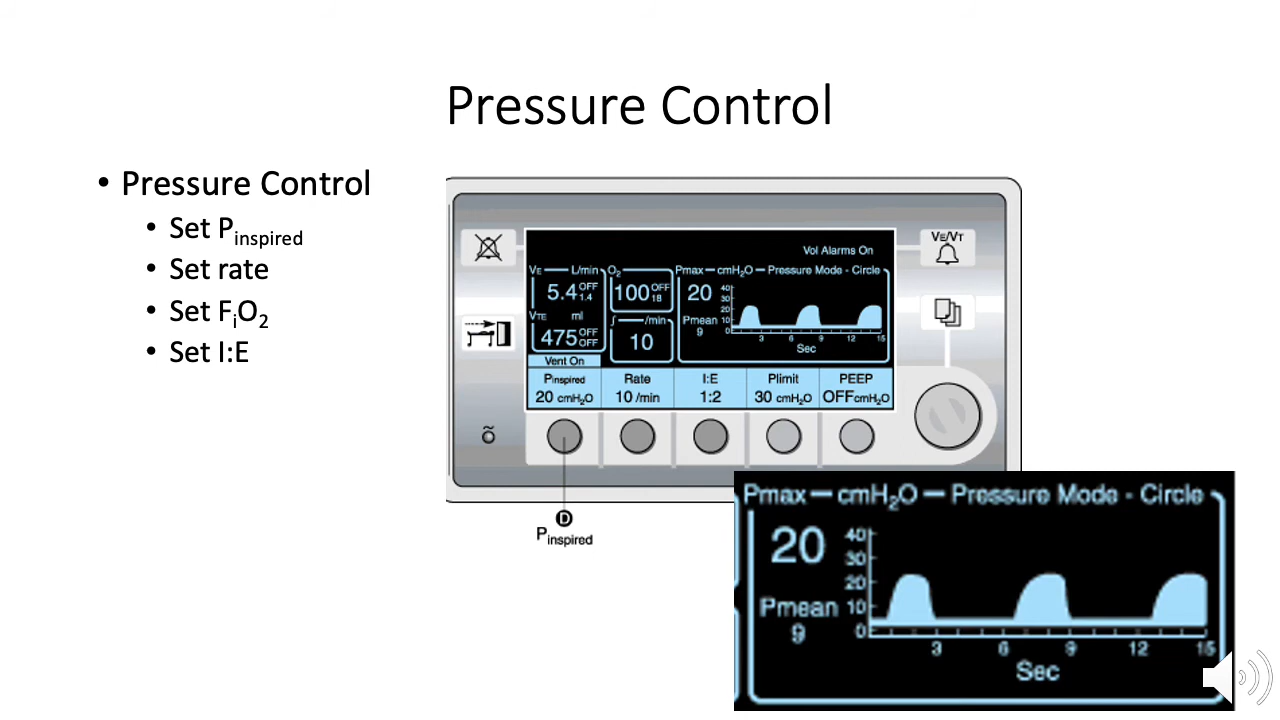 Pressure Control
• Pressure Control
• Set Pinspired
• Set rate
• Set FiO2
• Set I:E
VE/VT
Vol Alarms On
VE — L/min O2 Pmax — cmH2O — Pressure Mode - Circle
5.4 OFF 1.4
100 OFF 18
20
40
30
20
10
0
VTE ml
475 OFF OFF
/min
10
Pmean
9
3 6 9 12 15
Sec
Vent On
Pinspired Rate I:E Plimit PEEP
20 cmH2O 10 /min 1:2 30 cmH2O OFF cmH2O
D
Pinspired
Pmax — cmH2O — Pressure Mode - Circle
20
40
30
20
10
0
Pmean
9
3 6 9 12 15
Sec